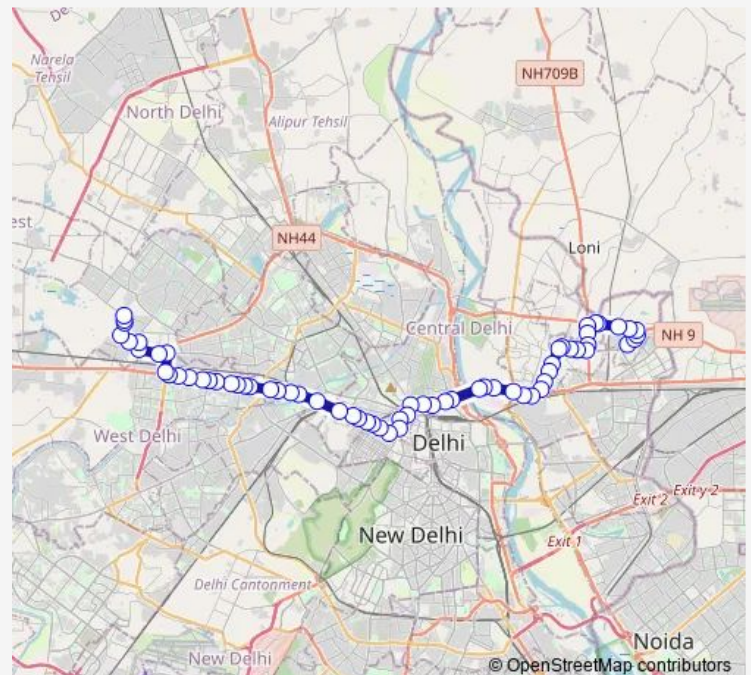 NH709B
Narela
Tehsil
North Delhi
Alipur Tehsil
NH44
Loni
Central Delhi
NH 9
West Delhi
Delhi
New Delhi
Exit 2
Exit y-2
Exit 1
Delhi Cantonment
New Delhi
Noida
© OpenStreetMap contributors